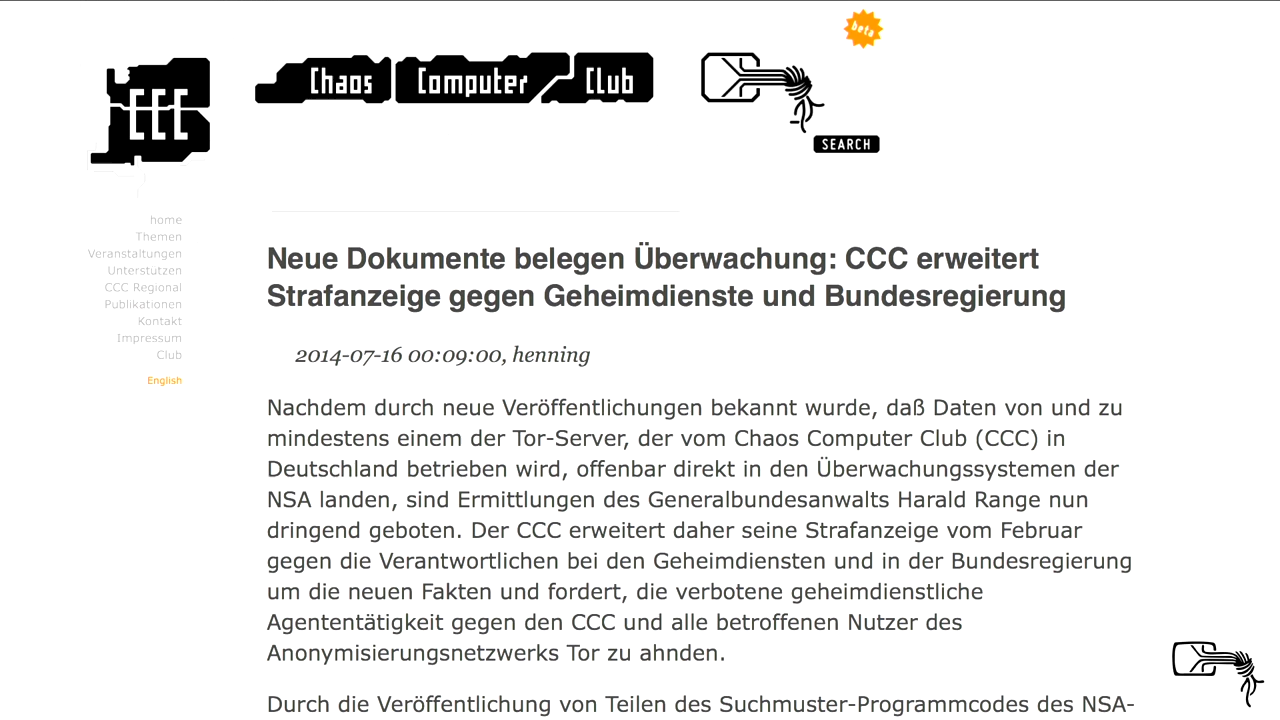 beta
CCC
Chaos Computer Club
SEARCH
home
Themen
Veranstaltungen
Unterstutzen
CCC Regional
Publikationen
Kontakt
Impressum
Club
English
Neue Dokumente belegen Überwachung: CCC erweitert
Strafanzeige gegen Geheimdienste und Bundesregierung
2014-07-16 00:09:00, henning
Nachdem durch neue Veröffentlichungen bekannt wurde, daß Daten von und zu
mindestens einem der Tor-Server, der vom Chaos Computer Club (CCC) in
Deutschland betrieben wird, offenbar direkt in den Überwachungssystemen der
NSA landen, sind Ermittlungen des Generalbundesanwalts Harald Range nun
dringend geboten. Der CCC erweitert daher seine Strafanzeige vom Februar
gegen die Verantwortlichen bei den Geheimdiensten und in der Bundesregierung
um die neuen Fakten und fordert, die verbotene geheimdienstliche
Agententätigkeit gegen den CCC und alle betroffenen Nutzer des
Anonymisierungsnetzwerks Tor zu ahnden.
Durch die Veröffentlichung von Teilen des Suchmuster-Programmcodes des NSA-